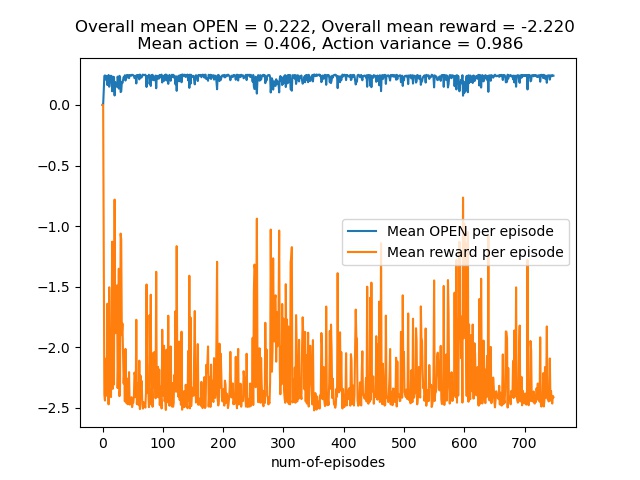 Overall mean OPEN = 0.222, Overall mean reward = -2.220
Mean action = 0.406, Action variance = 0.986
0.0
−0.5
−1.0
−1.5
−2.0
−2.5
Mean OPEN per episode
Mean reward per episode
0 100 200 300 400 500 600 700
num-of-episodes